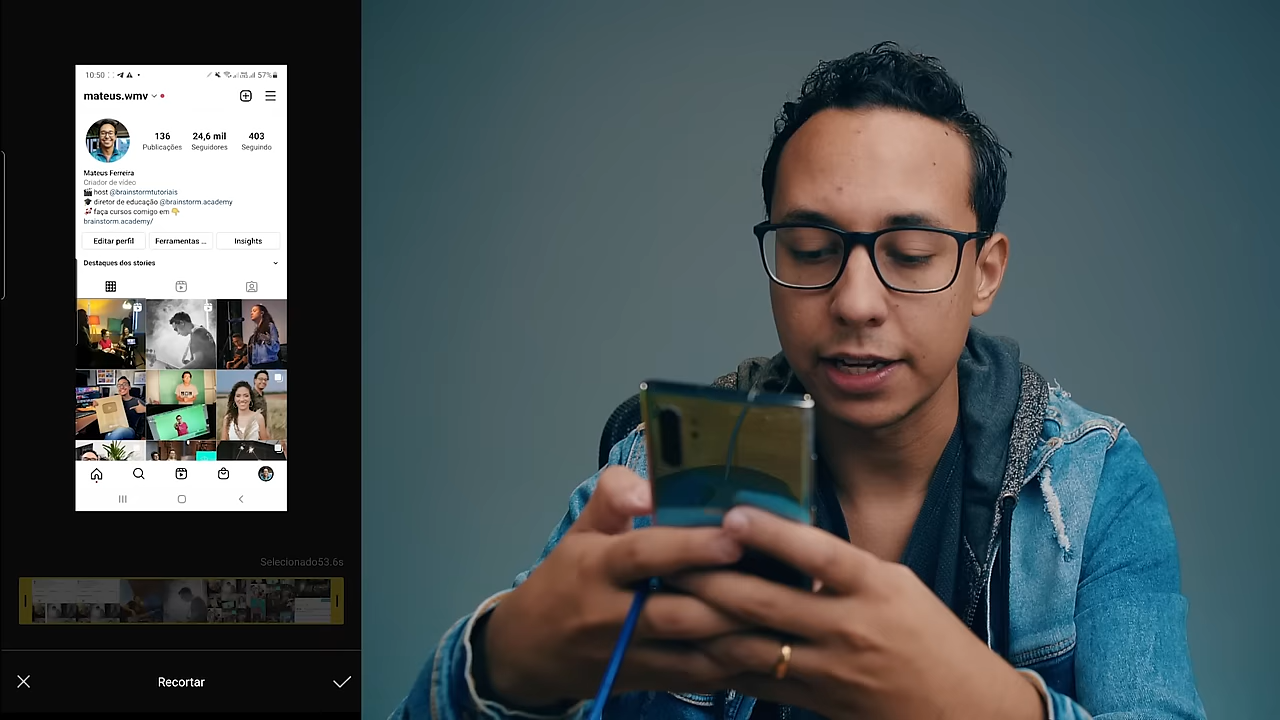 10:50
57%
mateus.wmv
136
24,6 mil
403
Publicações
Seguidores
Seguindo
Mateus Ferreira
Criador de vídeo
host @brainstormtutoriais
diretor de educação @brainstorm.academy
faça cursos comigo em
brainstorm.academy/
Editar perfil
Ferramentas ...
Insights
Destaques dos stories
Selecionado53.6s
Recortar